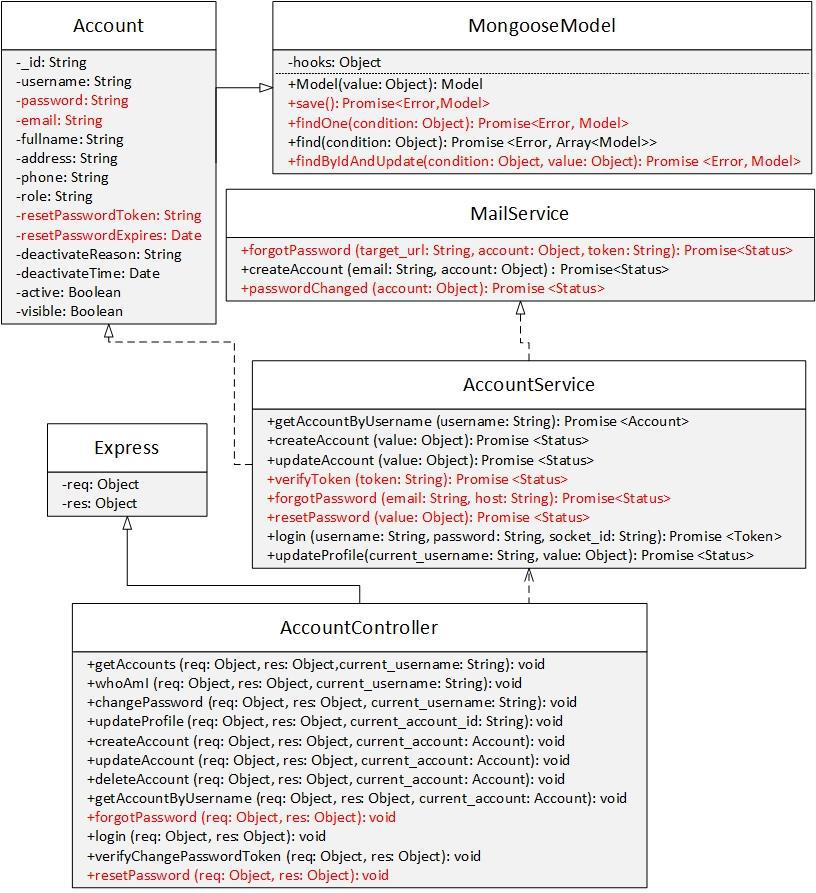 Account
-_id: String
-username: String
-password: String
-email: String
-fullname: String
-address: String
-phone: String
-role: String
-resetPasswordToken: String
-resetPasswordExpires: Date
-deactivateReason: String
-deactivateTime: Date
-active: Boolean
-visible: Boolean
MongooseModel
-hooks: Object
+Model(value: Object): Model
+save(): Promise<Error,Model>
+findOne(condition: Object): Promise<Error, Model>
+find(condition: Object): Promise <Error, Array<Model>>
+findByIdAndUpdate(condition: Object, value: Object): Promise <Error, Model>
MailService
+forgotPassword (target_url: String, account: Object, token: String): Promise<Status>
+createAccount (email: String, account: Object) : Promise<Status>
+passwordChanged (account: Object): Promise <Status>
AccountService
+getAccountByUsername (username: String): Promise <Account>
+createAccount (value: Object): Promise <Status>
+updateAccount (value: Object): Promise <Status>
+verifyToken (token: String): Promise <Status>
+forgotPassword (email: String, host: String): Promise<Status>
+resetPassword (value: Object): Promise <Status>
+login (username: String, password: String, socket_id: String): Promise <Token>
+updateProfile(current_username: String, value: Object): Promise <Status>
Express
-req: Object
-res: Object
AccountController
+getAccounts (req: Object, res: Object,current_username: String): void
+whoAmI (req: Object, res: Object, current_username: String): void
+changePassword (req: Object, res: Object, current_username: String): void
+updateProfile (req: Object, res: Object, current_account_id: String): void
+createAccount (req: Object, res: Object, current_account: Account): void
+updateAccount (req: Object, res: Object, current_account: Account): void
+deleteAccount (req: Object, res: Object, current_account: Account): void
+getAccountByUsername (req: Object, res: Object, current_account: Account): void
+forgotPassword (req: Object, res: Object): void
+login (req: Object, res: Object): void
+verifyChangePasswordToken (req: Object, res: Object): void
+resetPassword (req: Object, res: Object): void